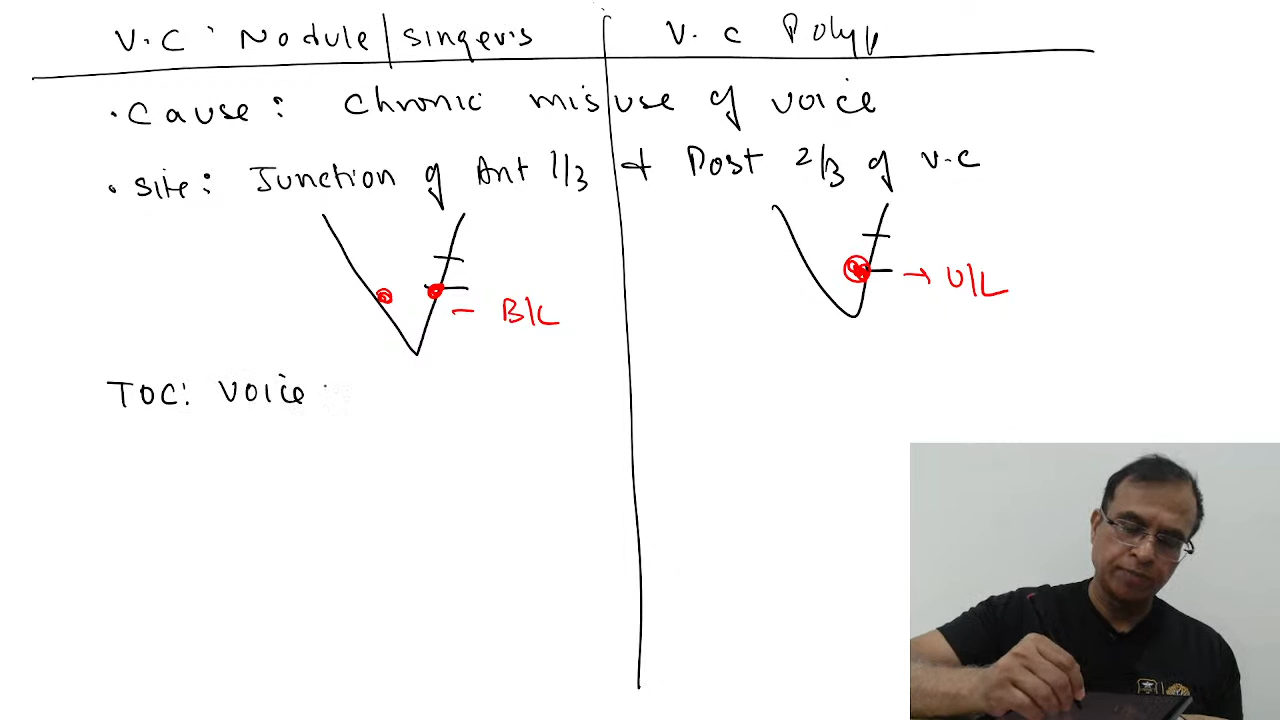 V.C. Nodule / singer's V.C Polyp
• Cause: Chronic misuse of voice
• Site: Junction of Ant 1/3 & Post 2/3 of V.C
B/L
→ U/L
TOC: Voice